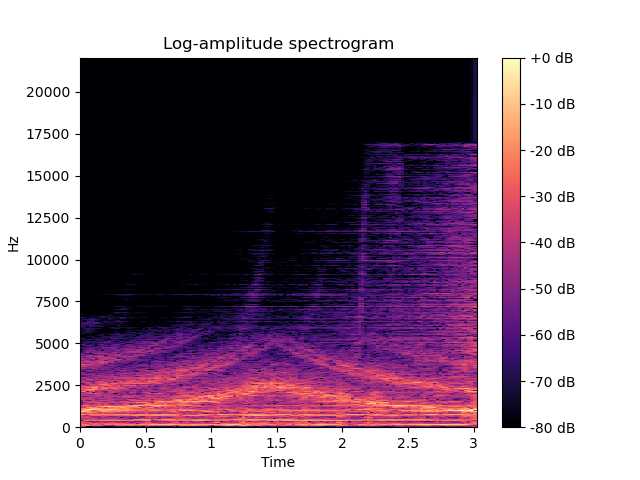 Log-amplitude spectrogram
Hz
20000
17500
15000
12500
10000
7500
5000
2500
0
0
0.5
1
1.5
2
2.5
3
Time
+0 dB
-10 dB
-20 dB
-30 dB
-40 dB
-50 dB
-60 dB
-70 dB
-80 dB